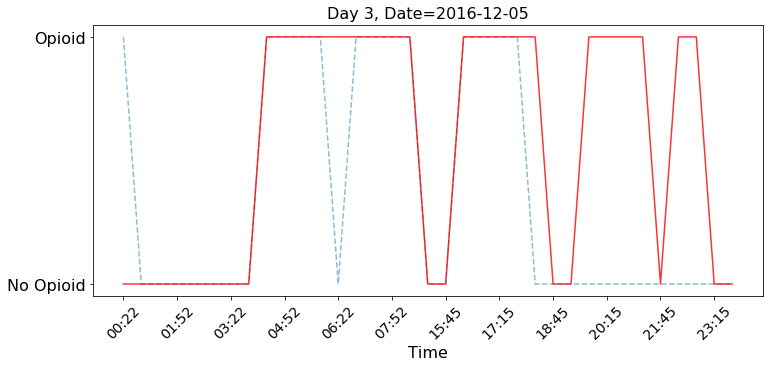 Day 3, Date=2016-12-05
Opioid
No Opioid
00:22 01:52 03:22 04:52 06:22 07:52 15:45 17:15 18:45 20:15 21:45 23:15
Time